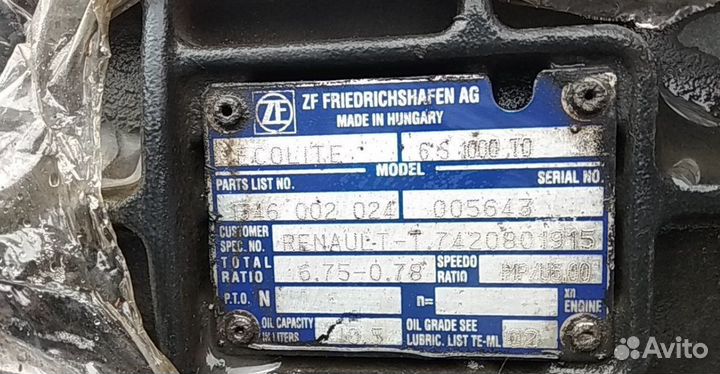 ZF FRIEDRICHSHAFEN AG
MADE IN HUNGARY
ECOLITE 6 S 1000 TO
MODEL
PARTS LIST NO. SERIAL NO.
1346 002 024 005643
CUSTOMER SPEC. NO. RENAULT-T.7420801915
TOTAL RATIO 6.75-0.78 SPEEDO RATIO
P.T.O. N n= xn ENGINE
OIL CAPACITY IN LITERS OIL GRADE SEE LUBRIC. LIST TE-ML 02
Avito